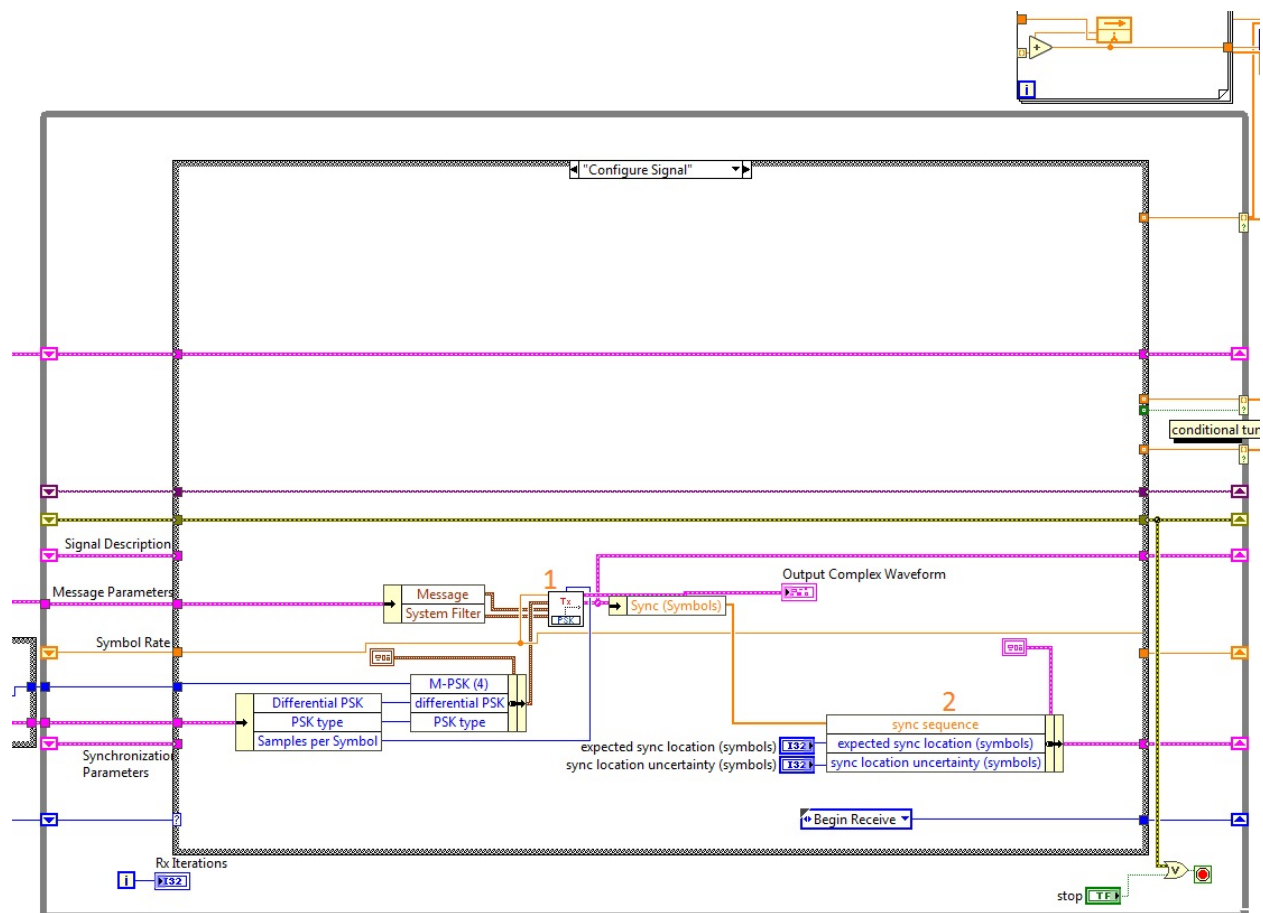 "Configure Signal"
conditional tur
Signal Description
Output Complex Waveform
Message Parameters
1
Message
System Filter
Tx
PSK
Sync (Symbols)
Symbol Rate
M-PSK (4)
Differential PSK
differential PSK
PSK type
PSK type
Samples per Symbol
2
sync sequence
expected sync location (symbols)
I32
expected sync location (symbols)
sync location uncertainty (symbols)
I32
sync location uncertainty (symbols)
Synchronization
Parameters
Begin Receive
?
Rx Iterations
i
I32
V
stop
TF
i
+